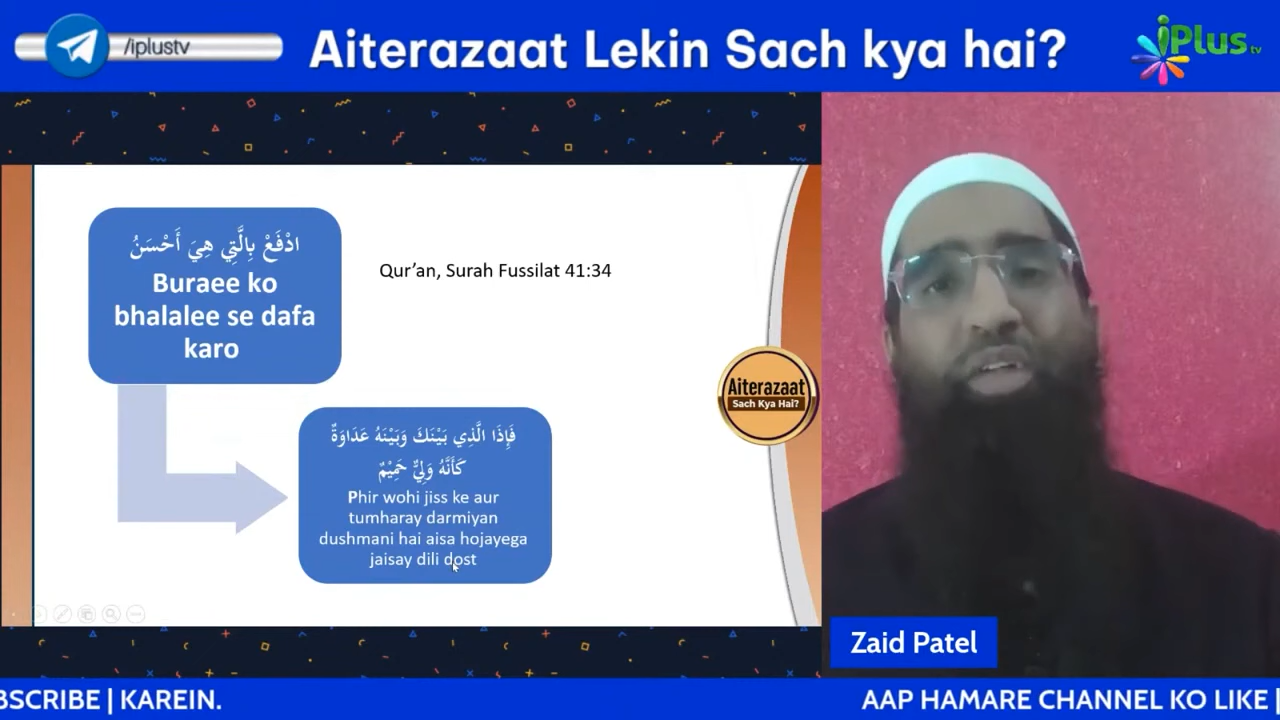 /iplustv
Aiterazaat Lekin Sach kya hai?
iPlus tv
ادْفَعْ بِالَّتِي هِيَ أَحْسَنُ
Buraee ko
bhalalee se dafa
karo
Qur’an, Surah Fussilat 41:34
فَإِذَا الَّذِي بَيْنَكَ وَبَيْنَهُ عَدَاوَةٌ
كَأَنَّهُ وَلِيٌّ حَمِيْمٌ
Phir wohi jiss ke aur
tumharay darmiyan
dushmani hai aisa hojayega
jaisay dili dost
Aiterazaat
Sach Kya Hai?
Zaid Patel
BSCRIBE | KAREIN.
AAP HAMARE CHANNEL KO LIKE |